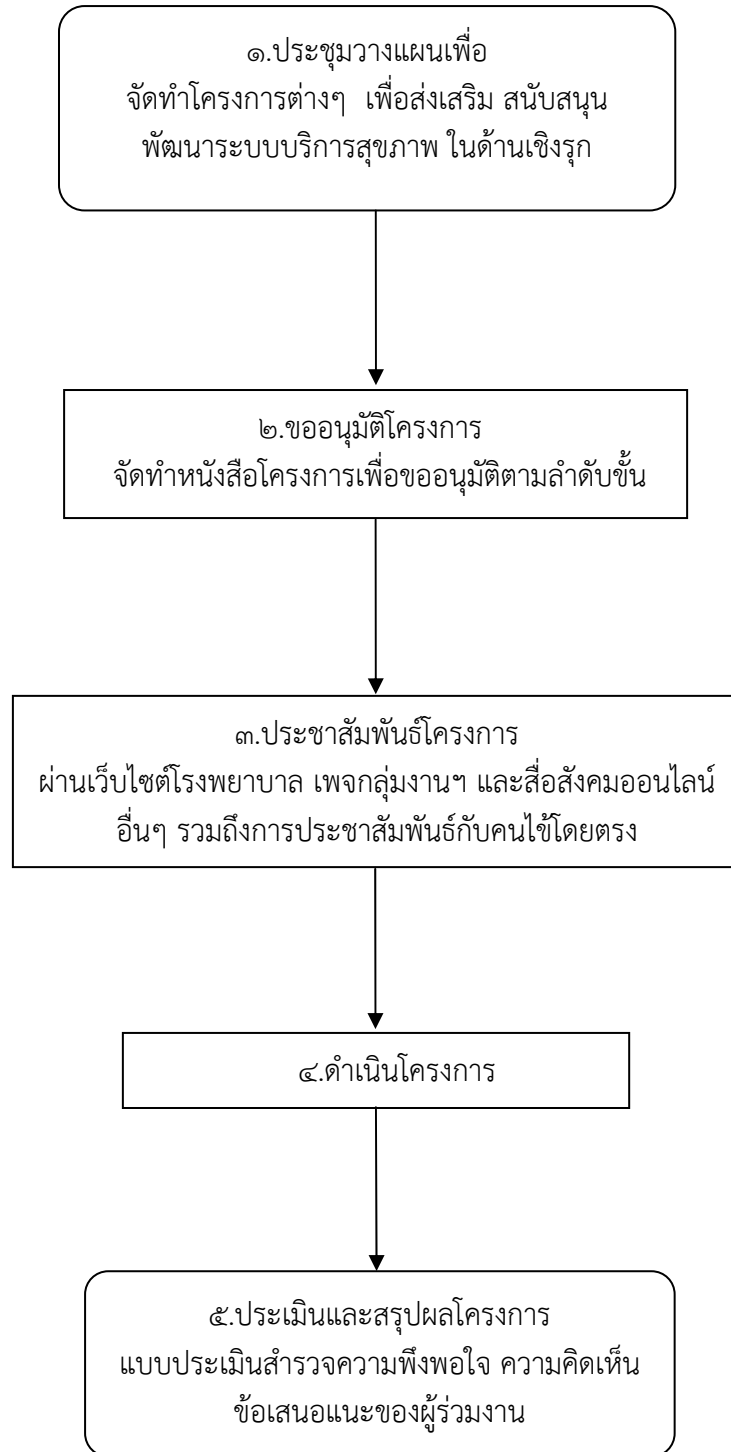 ๑.ประชุมวางแผนเพื่อ
จัดทำโครงการต่างๆ  เพื่อส่งเสริม สนับสนุน
พัฒนาระบบบริการสุขภาพ ในด้านเชิงรุก
๒.ขออนุมัติโครงการ
จัดทำหนังสือโครงการเพื่อขออนุมัติตามลำดับขั้น
๓.ประชาสัมพันธ์โครงการ
ผ่านเว็บไซต์โรงพยาบาล เพจกลุ่มงานฯ และสื่อสังคมออนไลน์
อื่นๆ รวมถึงการประชาสัมพันธ์กับคนไข้โดยตรง
๔.ดำเนินโครงการ
๕.ประเมินและสรุปผลโครงการ
แบบประเมินสำรวจความพึงพอใจ ความคิดเห็น
ข้อเสนอแนะของผู้ร่วมงาน